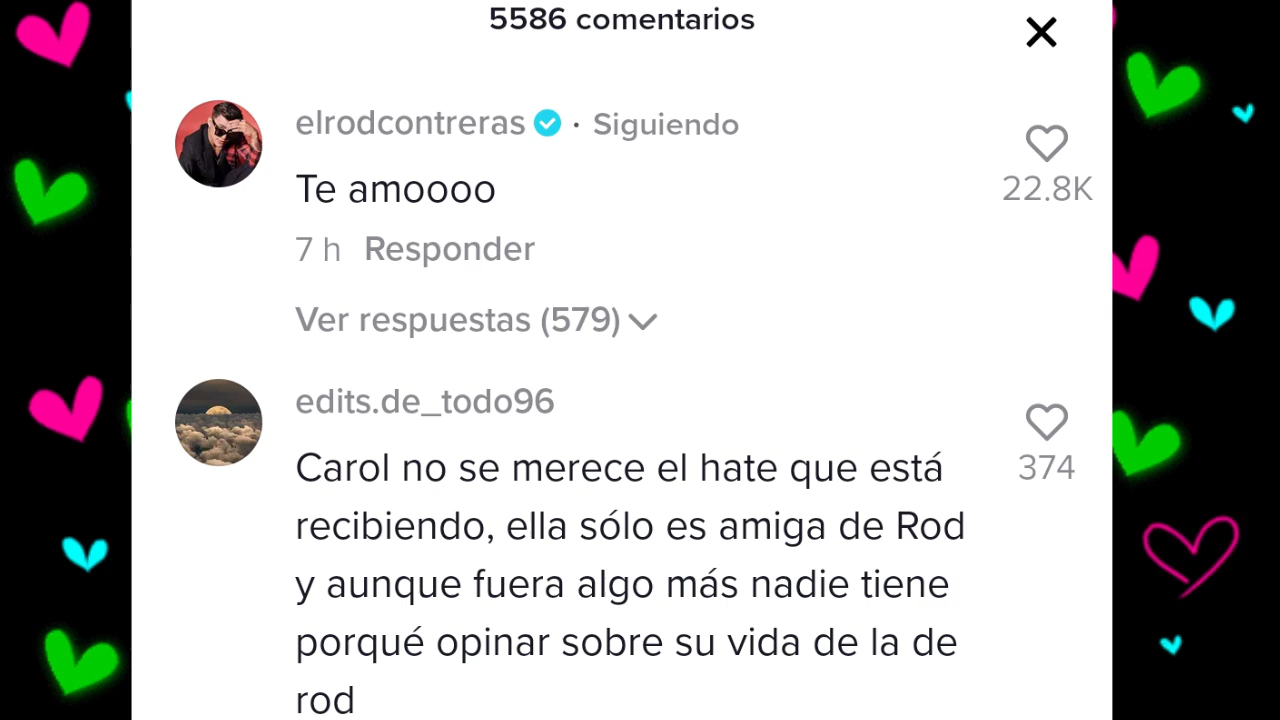 5586 comentarios
elrodcontreras · Siguiendo
Te amoooo
22.8K
7 h Responder
Ver respuestas (579)
edits.de_todo96
Carol no se merece el hate que está
374
recibiendo, ella sólo es amiga de Rod
y aunque fuera algo más nadie tiene
porqué opinar sobre su vida de la de
rod